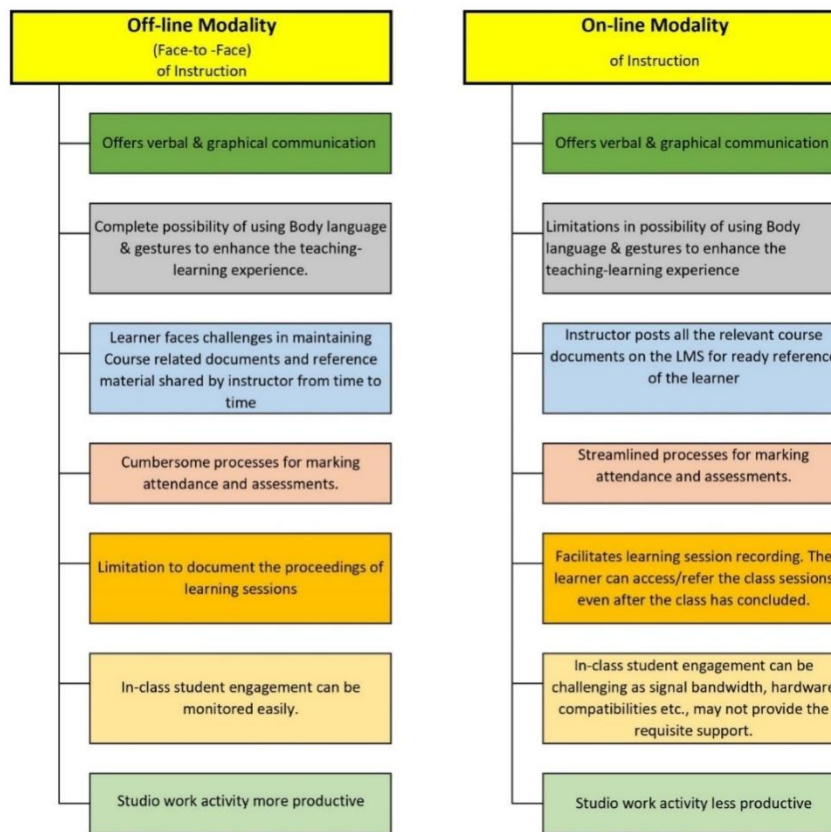 Off-line Modality
(Face-to -Face)
of Instruction
Offers verbal & graphical communication
Complete possibility of using Body language
& gestures to enhance the teaching-
learning experience.
Learner faces challenges in maintaining
Course related documents and reference
material shared by instructor from time to
time
Cumbersome processes for marking
attendance and assessments.
Limitation to document the proceedings of
learning sessions
In-class student engagement can be
monitored easily.
Studio work activity more productive
On-line Modality
of Instruction
Offers verbal & graphical communication
Limitations in possibility of using Body
language & gestures to enhance the
teaching-learning experience
Instructor posts all the relevant course
documents on the LMS for ready reference
of the learner
Streamlined processes for marking
attendance and assessments.
Facilitates learning session recording. The
learner can access/refer the class sessions
even after the class has concluded.
In-class student engagement can be
challenging as signal bandwidth, hardware
compatibilities etc., may not provide the
requisite support.
Studio work activity less productive